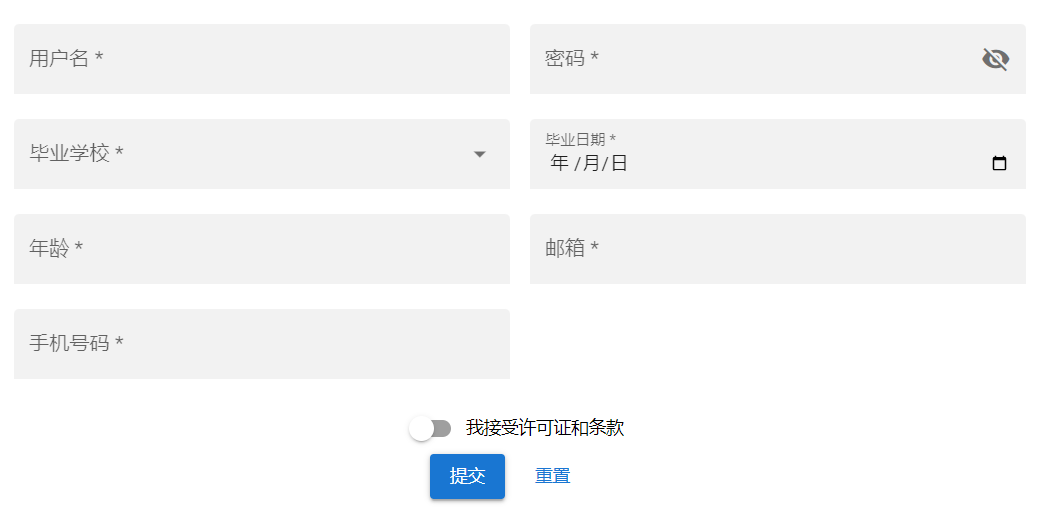 用户名 *
密码 *
毕业学校 *
毕业日期 *
年 /月/日
年龄 *
邮箱 *
手机号码 *
我接受许可证和条款
提交
重置